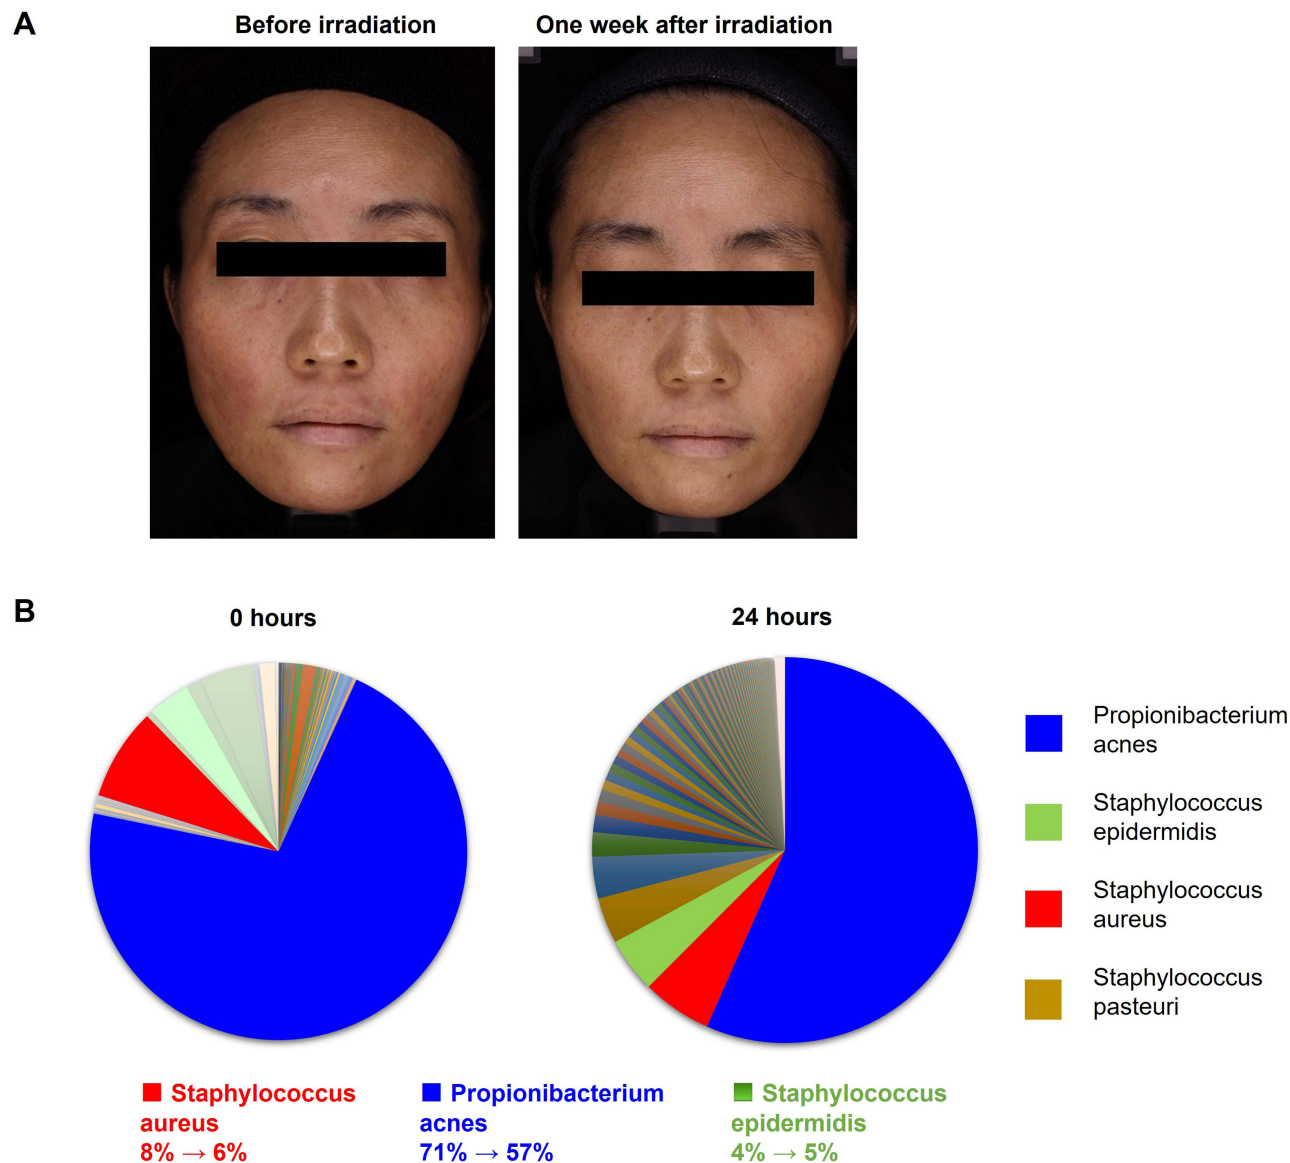 A
Before irradiation
One week after irradiation
B
0 hours
24 hours
Propionibacterium
acnes
Staphylococcus
epidermidis
Staphylococcus
aureus
Staphylococcus
pasteuri
Staphylococcus
aureus
8% → 6%
Propionibacterium
acnes
71% → 57%
Staphylococcus
epidermidis
4% → 5%